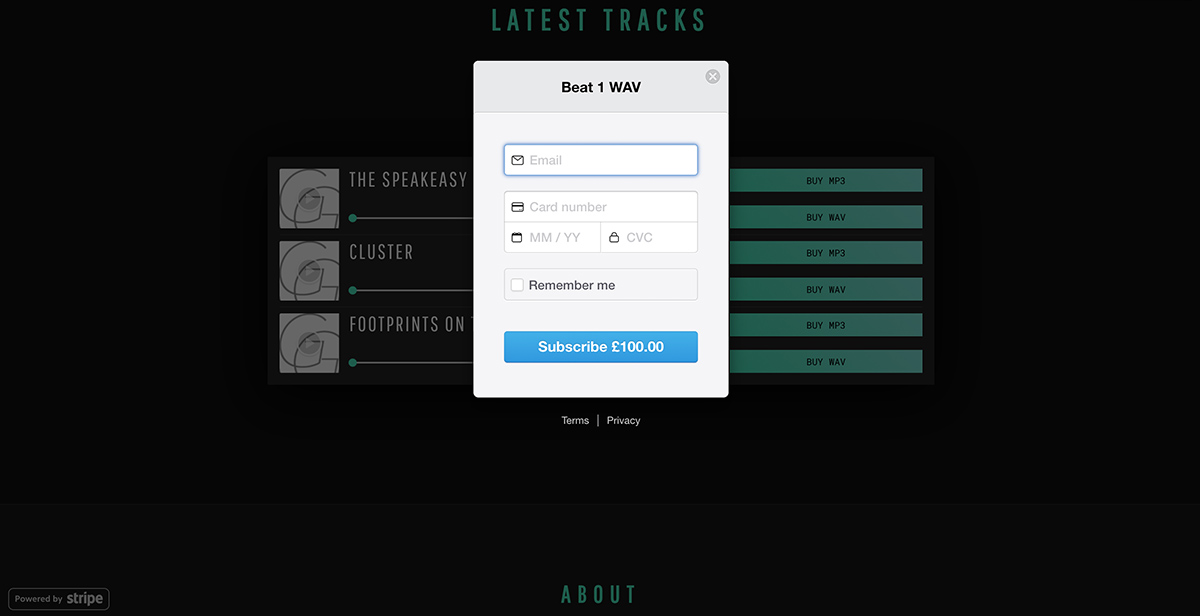 LATEST TRACKS
Beat 1 WAV
Email
Card number
MM / YY
CVC
Remember me
Subscribe £100.00
THE SPEAKEASY
BUY MP3
BUY WAV
CLUSTER
BUY MP3
BUY WAV
FOOTPRINTS ON
BUY MP3
BUY WAV
Terms | Privacy
ABOUT
Powered by stripe